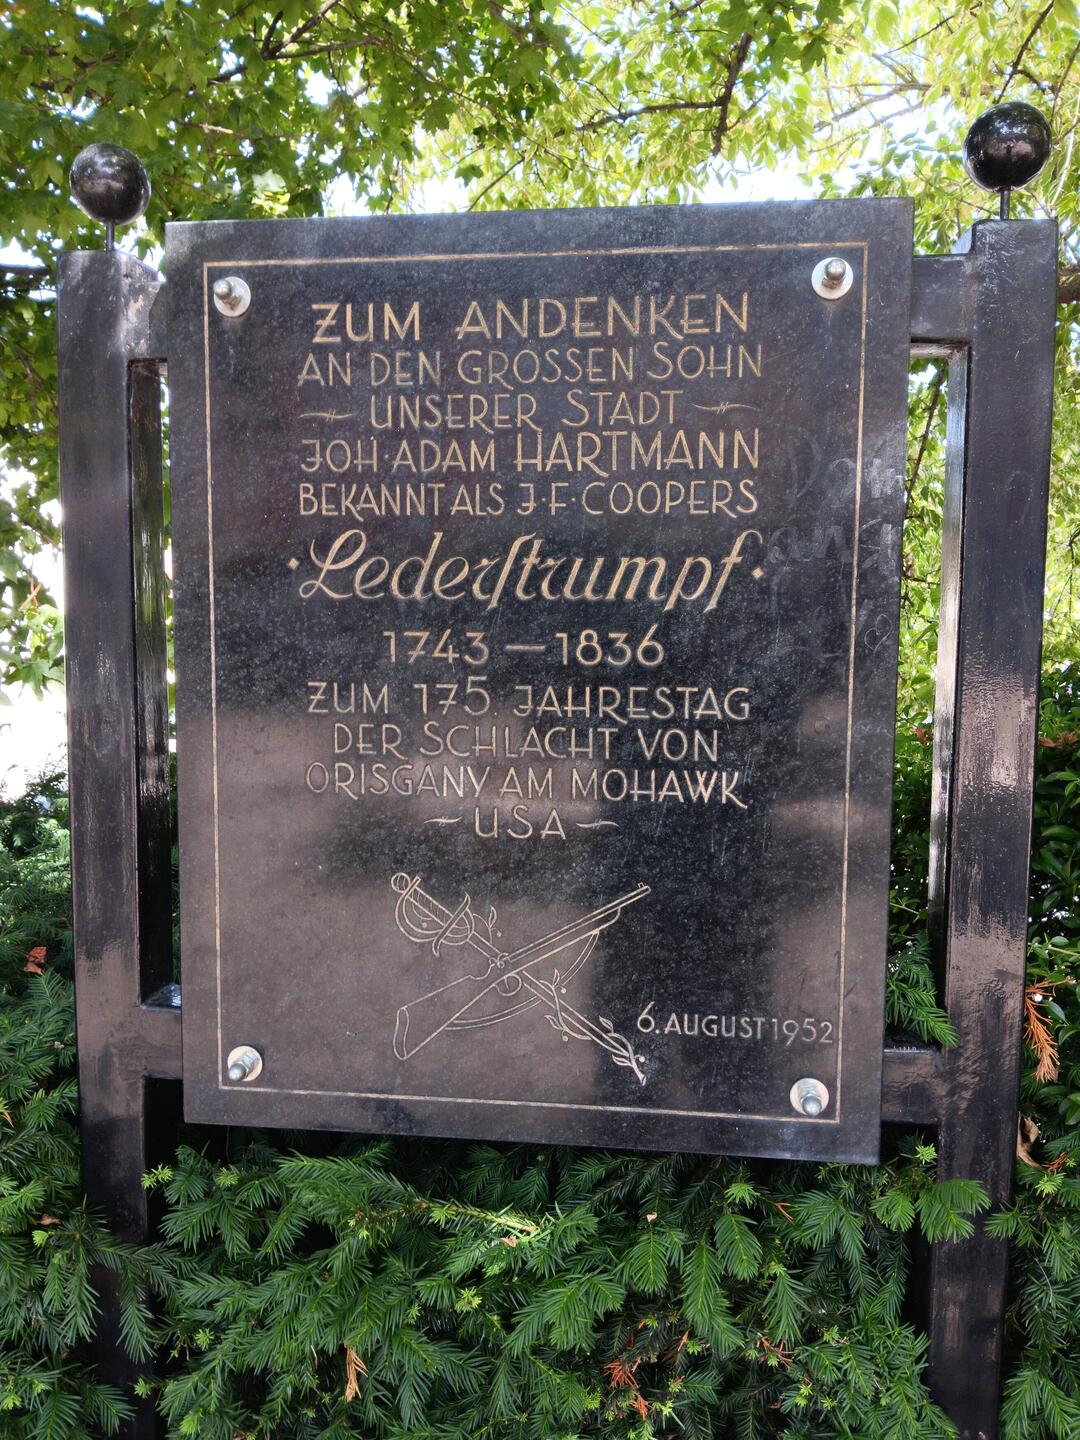 ZUM ANDENKEN
AN DEN GROSSEN SOHN
UNSERER STADT
JOH·ADAM HARTMANN
BEKANNT ALS J·F·COOPERS
·Lederstrumpf·
1743 — 1836
ZUM 175. JAHRESTAG
DER SCHLACHT VON
ORISGANY AM MOHAWK
~ USA ~
6. AUGUST 1952